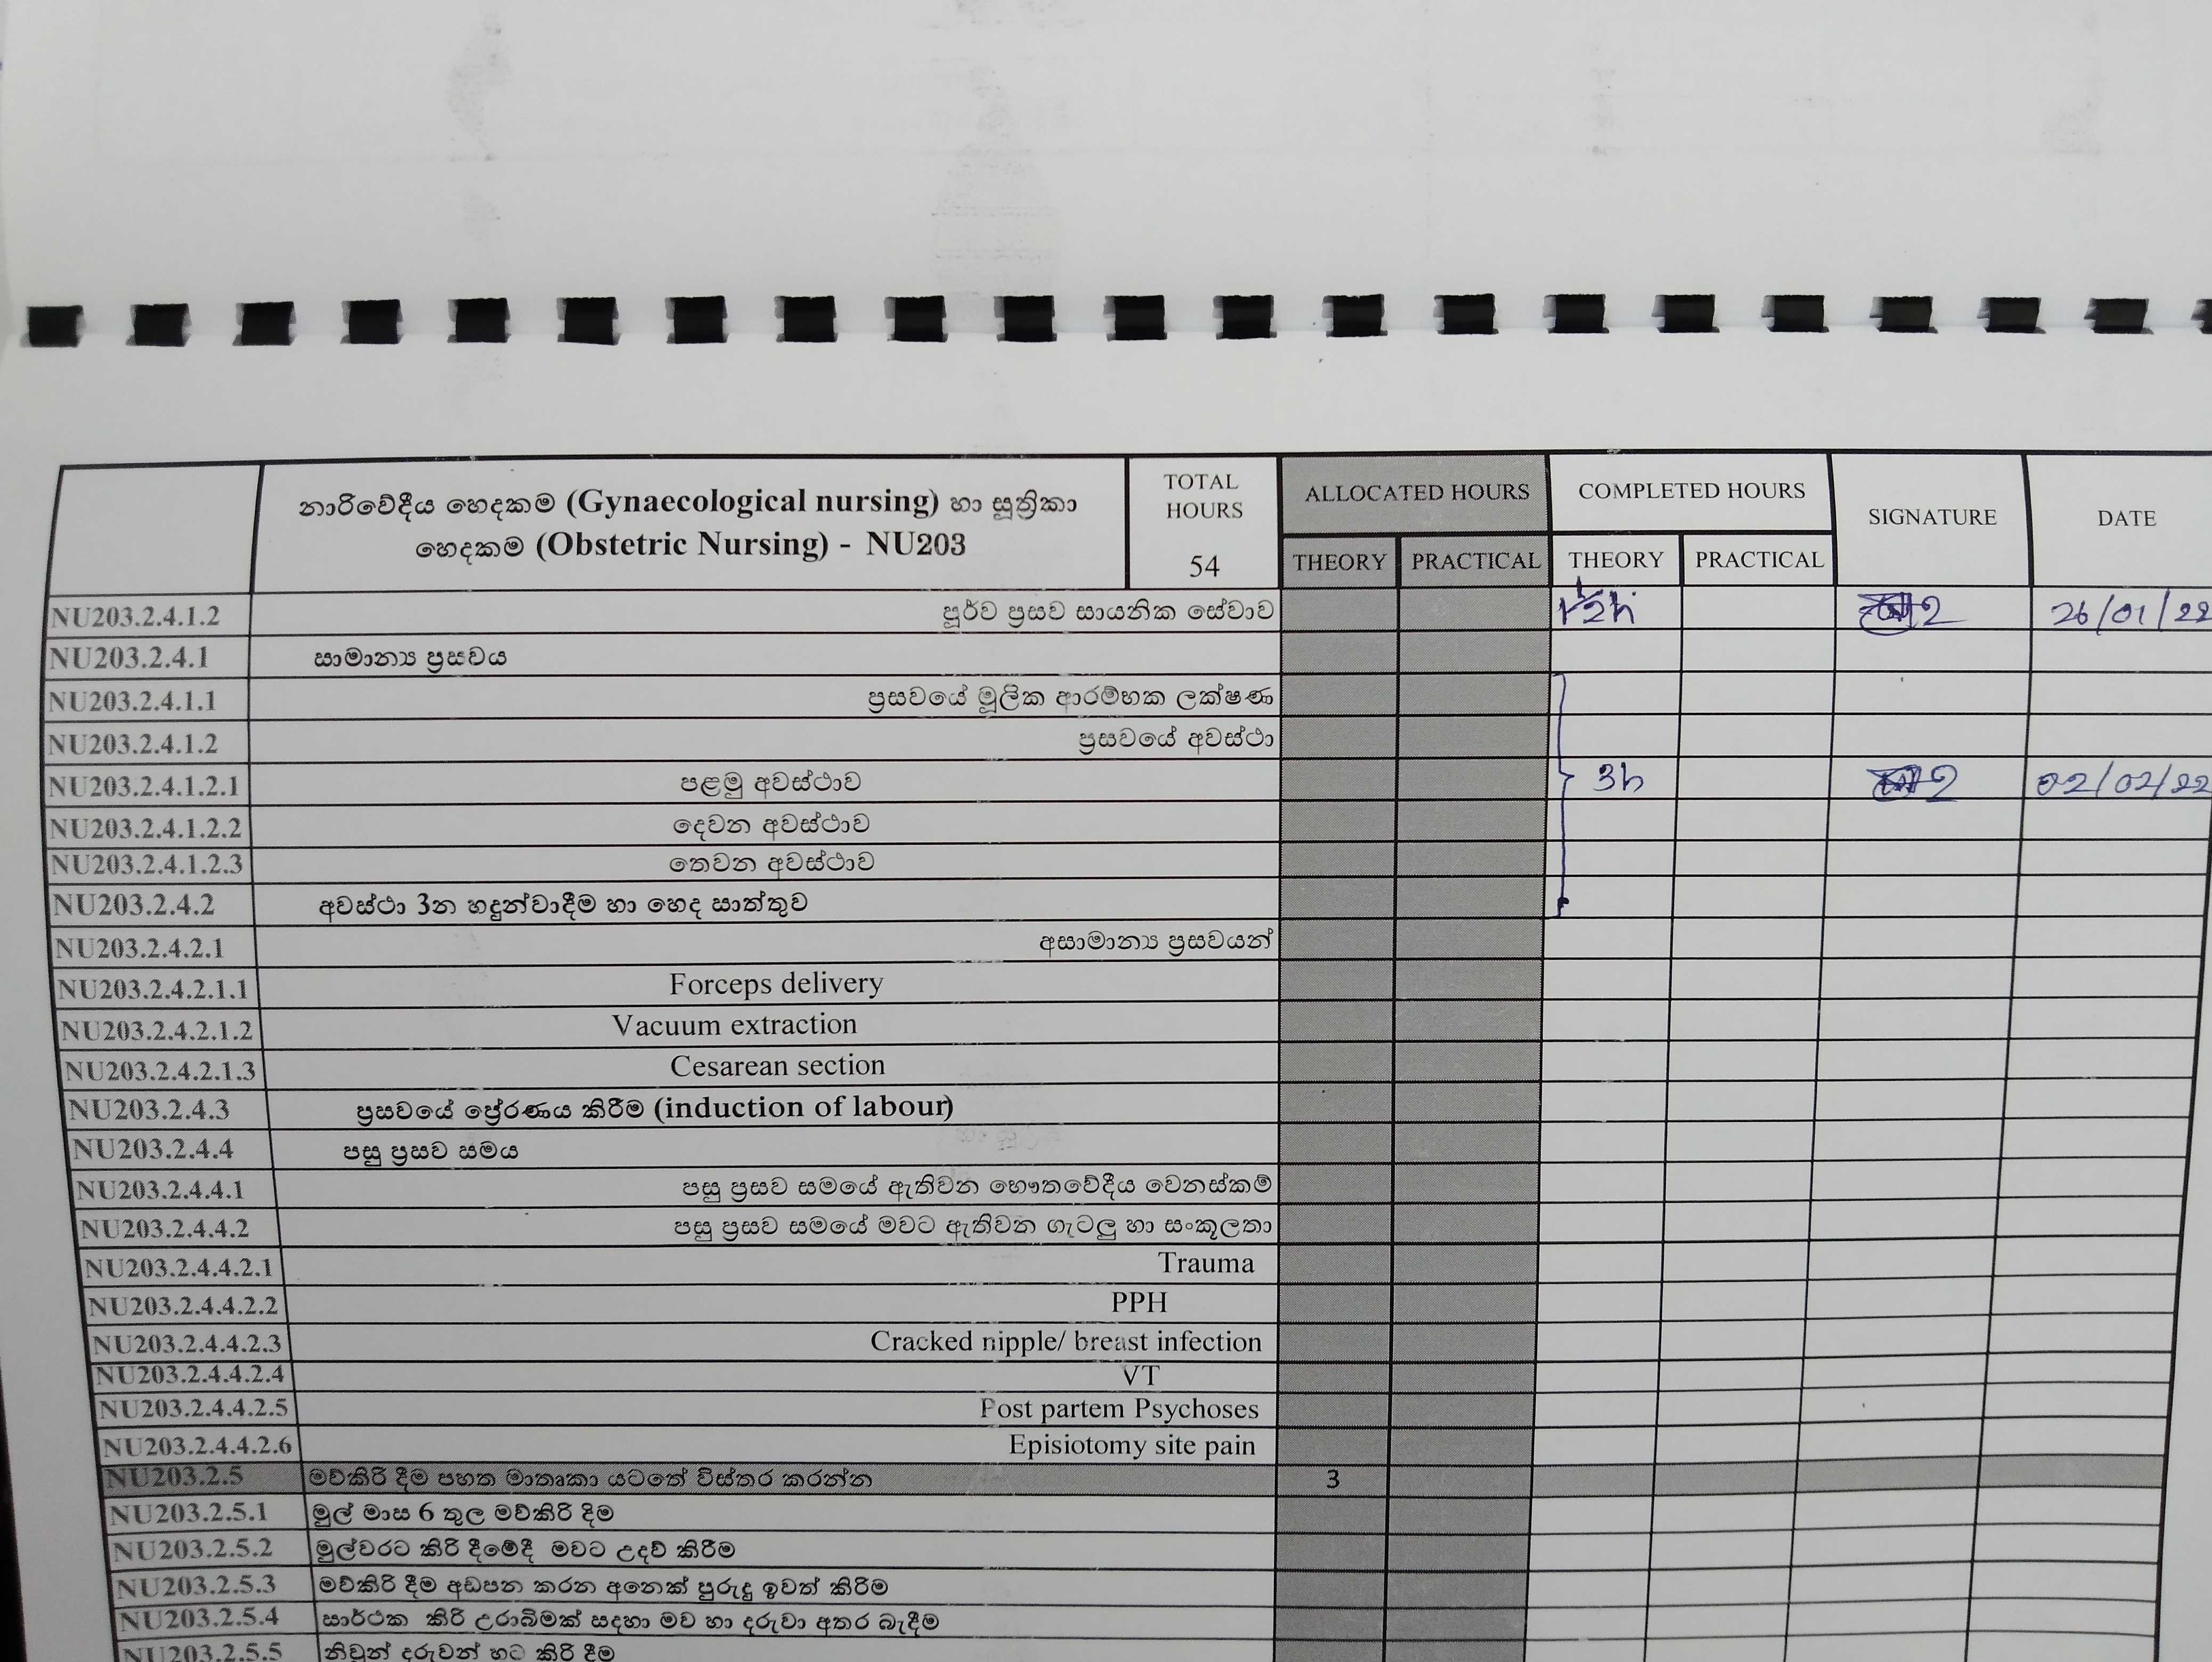 නාරිවේදීය හෙදකම (Gynaecological nursing) හා සූත්‍රිකා
හෙදකම (Obstetric Nursing) - NU203
TOTAL
HOURS
54
ALLOCATED HOURS
COMPLETED HOURS
SIGNATURE
DATE
THEORY PRACTICAL THEORY PRACTICAL
NU203.2.4.1.2 පූර්ව ප්‍රසව සායනික සේවාව 26/01/22
NU203.2.4.1 සාමාන්‍ය ප්‍රසවය
NU203.2.4.1.1 ප්‍රසවයේ මූලික ආරම්භක ලක්ෂණ
NU203.2.4.1.2 ප්‍රසවයේ අවස්ථා
NU203.2.4.1.2.1 පළමු අවස්ථාව 3h 02/02/22
NU203.2.4.1.2.2 දෙවන අවස්ථාව
NU203.2.4.1.2.3 තෙවන අවස්ථාව
NU203.2.4.2 අවස්ථා 3න හදුන්වාදීම හා හෙද සාත්තුව
NU203.2.4.2.1 අසාමාන්‍ය ප්‍රසවයන්
NU203.2.4.2.1.1 Forceps delivery
NU203.2.4.2.1.2 Vacuum extraction
NU203.2.4.2.1.3 Cesarean section
NU203.2.4.3 ප්‍රසවයේ ප්‍රේරණය කිරීම (induction of labour)
NU203.2.4.4 පසු ප්‍රසව සමය
NU203.2.4.4.1 පසු ප්‍රසව සමයේ ඇතිවන භෞතවේදීය වෙනස්කම්
NU203.2.4.4.2 පසු ප්‍රසව සමයේ මවට ඇතිවන ගැටලු හා සංකූලතා
NU203.2.4.4.2.1 Trauma
NU203.2.4.4.2.2 PPH
NU203.2.4.4.2.3 Cracked nipple/ breast infection
NU203.2.4.4.2.4 VT
NU203.2.4.4.2.5 Post partem Psychoses
NU203.2.4.4.2.6 Episiotomy site pain
NU203.2.5 මව්කිරි දීම පහත මාතෘකා යටතේ විස්තර කරන්න 3
NU203.2.5.1 මුල් මාස 6 තුල මව්කිරි දිම
NU203.2.5.2 මුල්වරට කිරි දීමේදී මවට උදව් කිරීම
NU203.2.5.3 මව්කිරි දීම අඩපන කරන අනෙක් පුරුදු ඉවත් කිරිම
NU203.2.5.4 සාර්ථක කිරි උරාබිමක් සදහා මව හා දරුවා අතර බැදීම
NU203.2.5.5 නිවුන් දරුවන් හට කිරි දීම